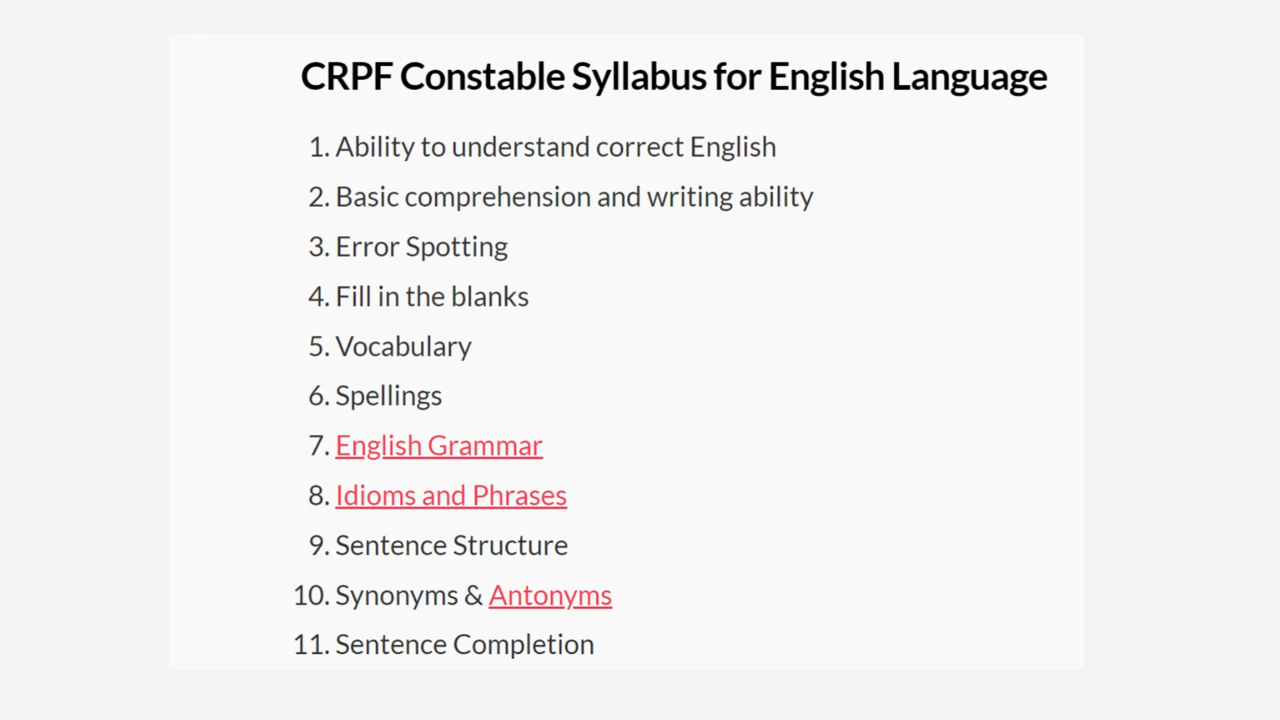 CRPF Constable Syllabus for English Language
1. Ability to understand correct English
2. Basic comprehension and writing ability
3. Error Spotting
4. Fill in the blanks
5. Vocabulary
6. Spellings
7. English Grammar
8. Idioms and Phrases
9. Sentence Structure
10. Synonyms & Antonyms
11. Sentence Completion